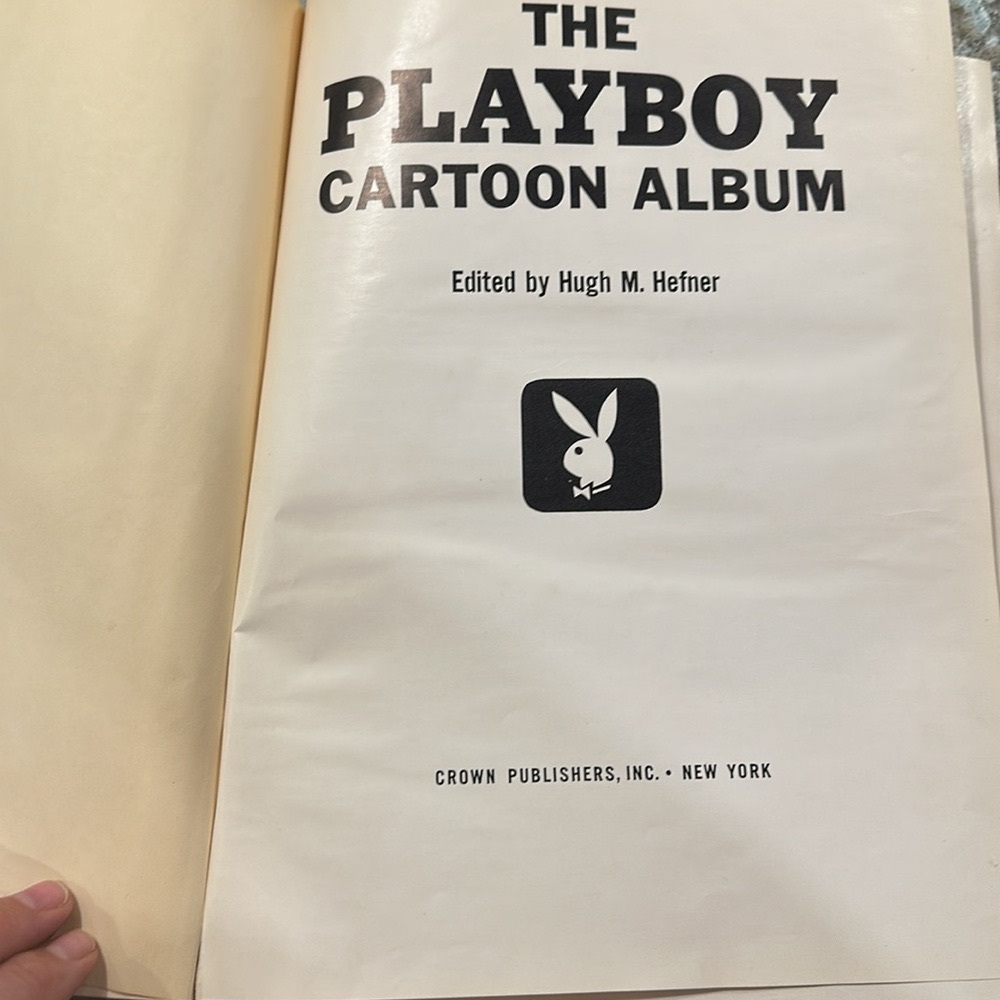 THE
PLAYBOY
CARTOON ALBUM
Edited by Hugh M. Hefner
CROWN PUBLISHERS, INC. • NEW YORK